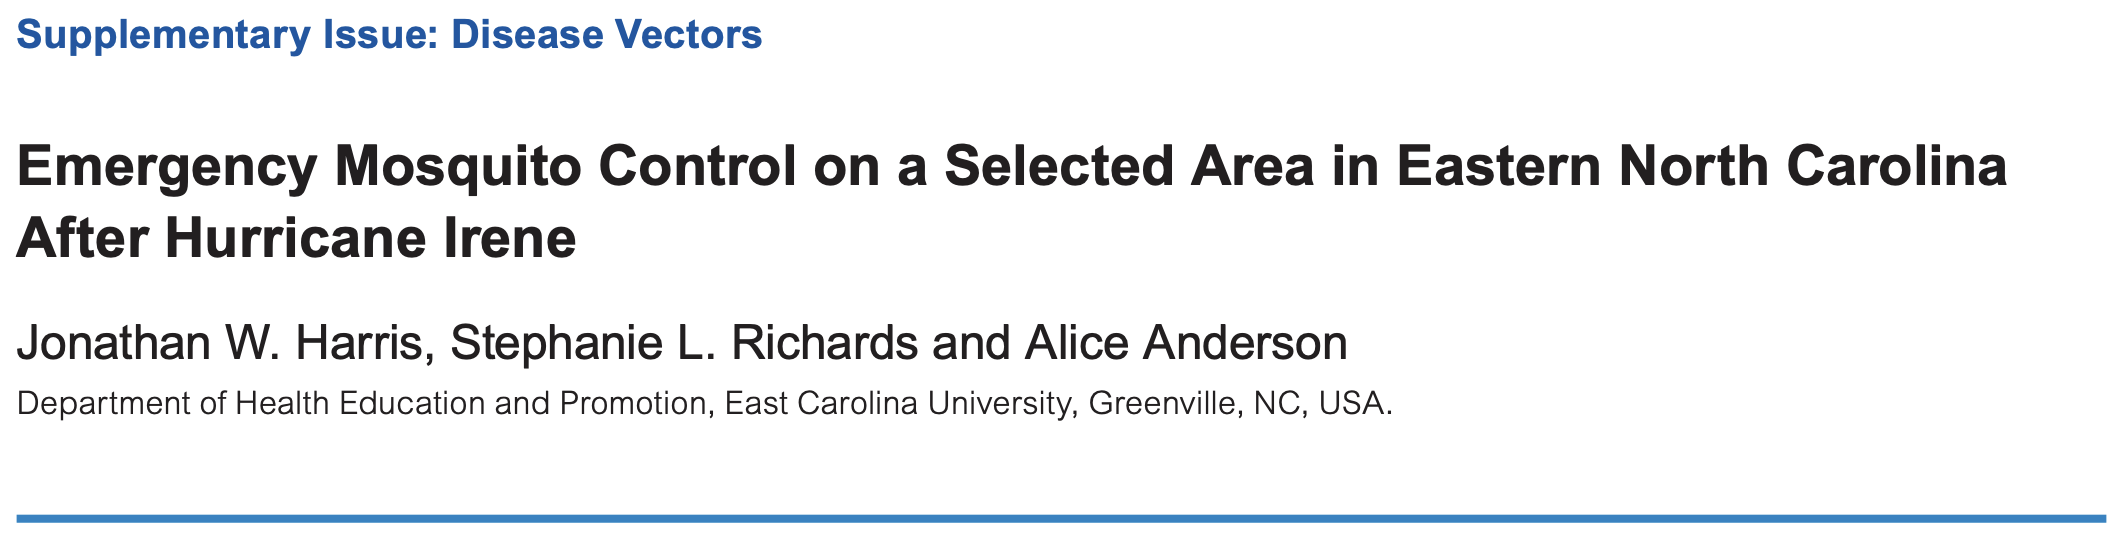 Supplementary Issue: Disease Vectors
Emergency Mosquito Control on a Selected Area in Eastern North Carolina
After Hurricane Irene
Jonathan W. Harris, Stephanie L. Richards and Alice Anderson
Department of Health Education and Promotion, East Carolina University, Greenville, NC, USA.